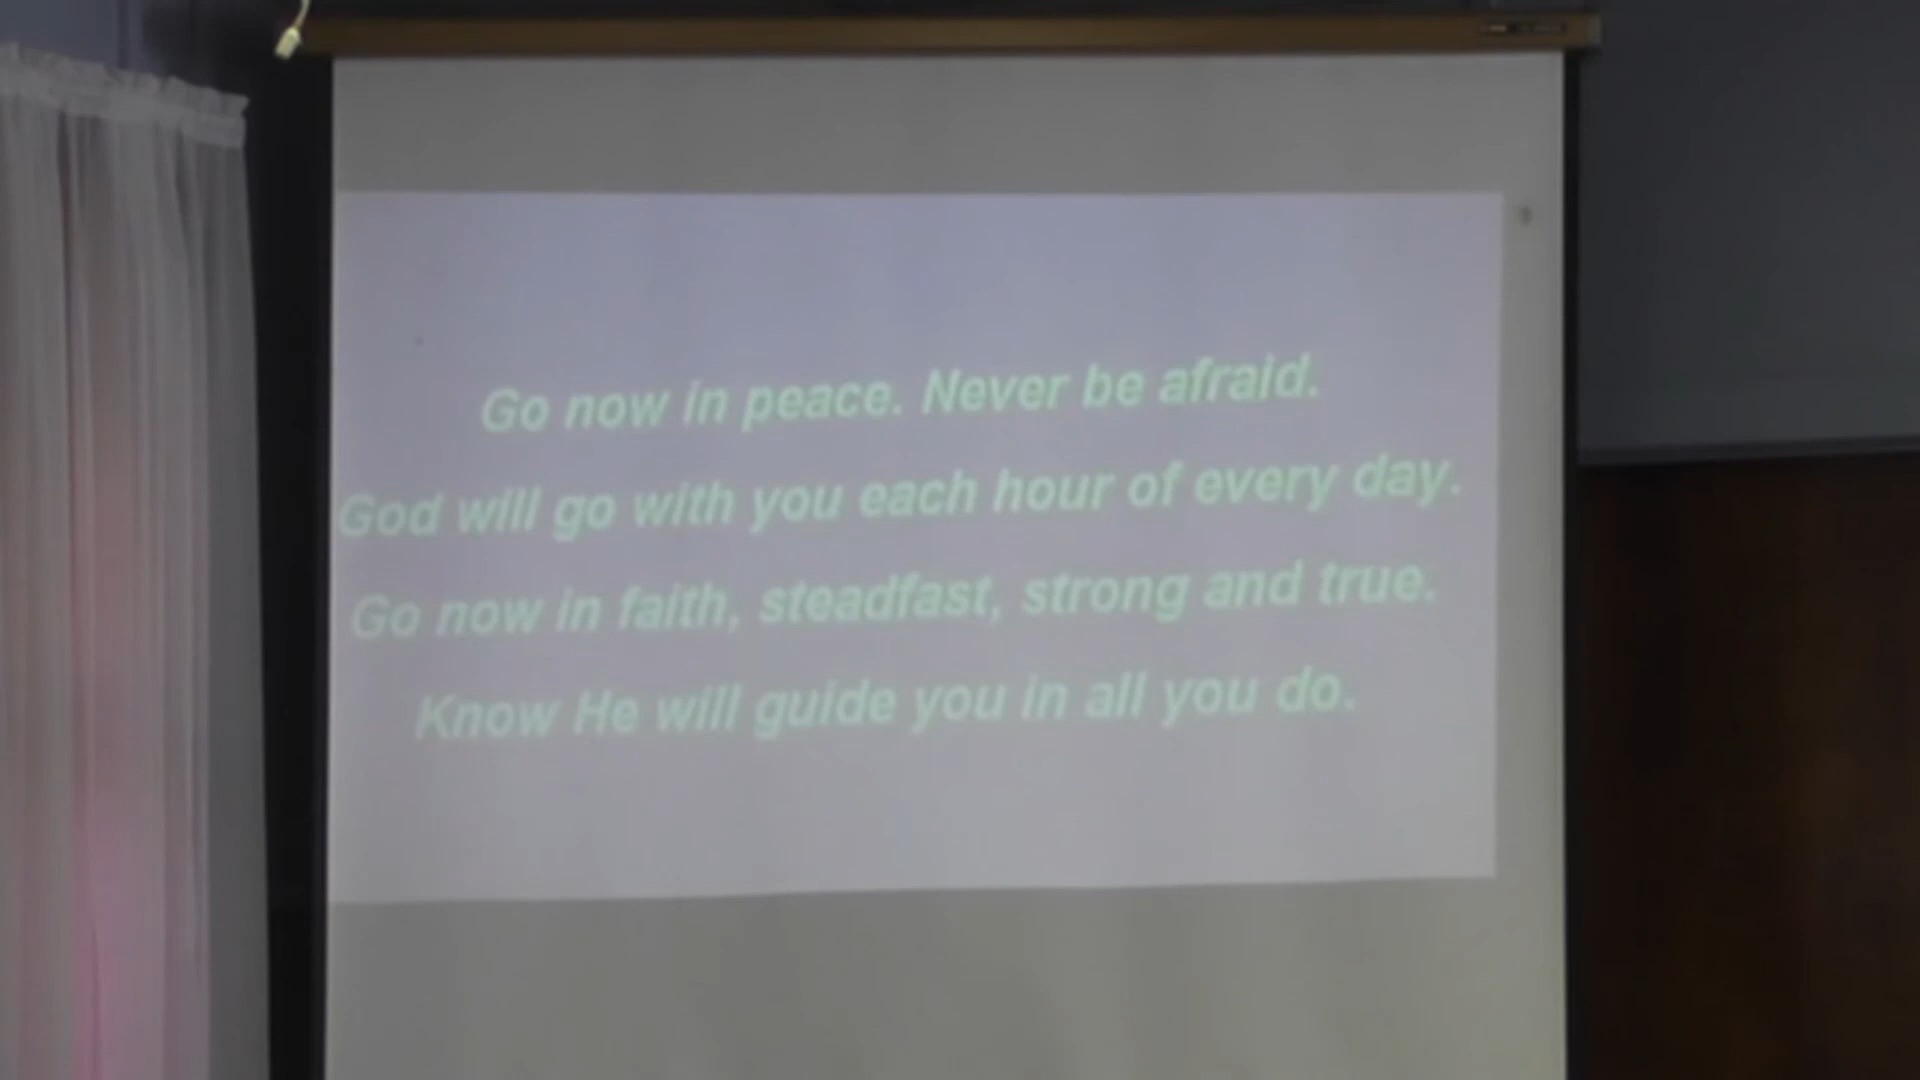 Go now in peace. Never be afraid.
God will go with you each hour of every day.
Go now in faith, steadfast, strong and true.
Know He will guide you in all you do.